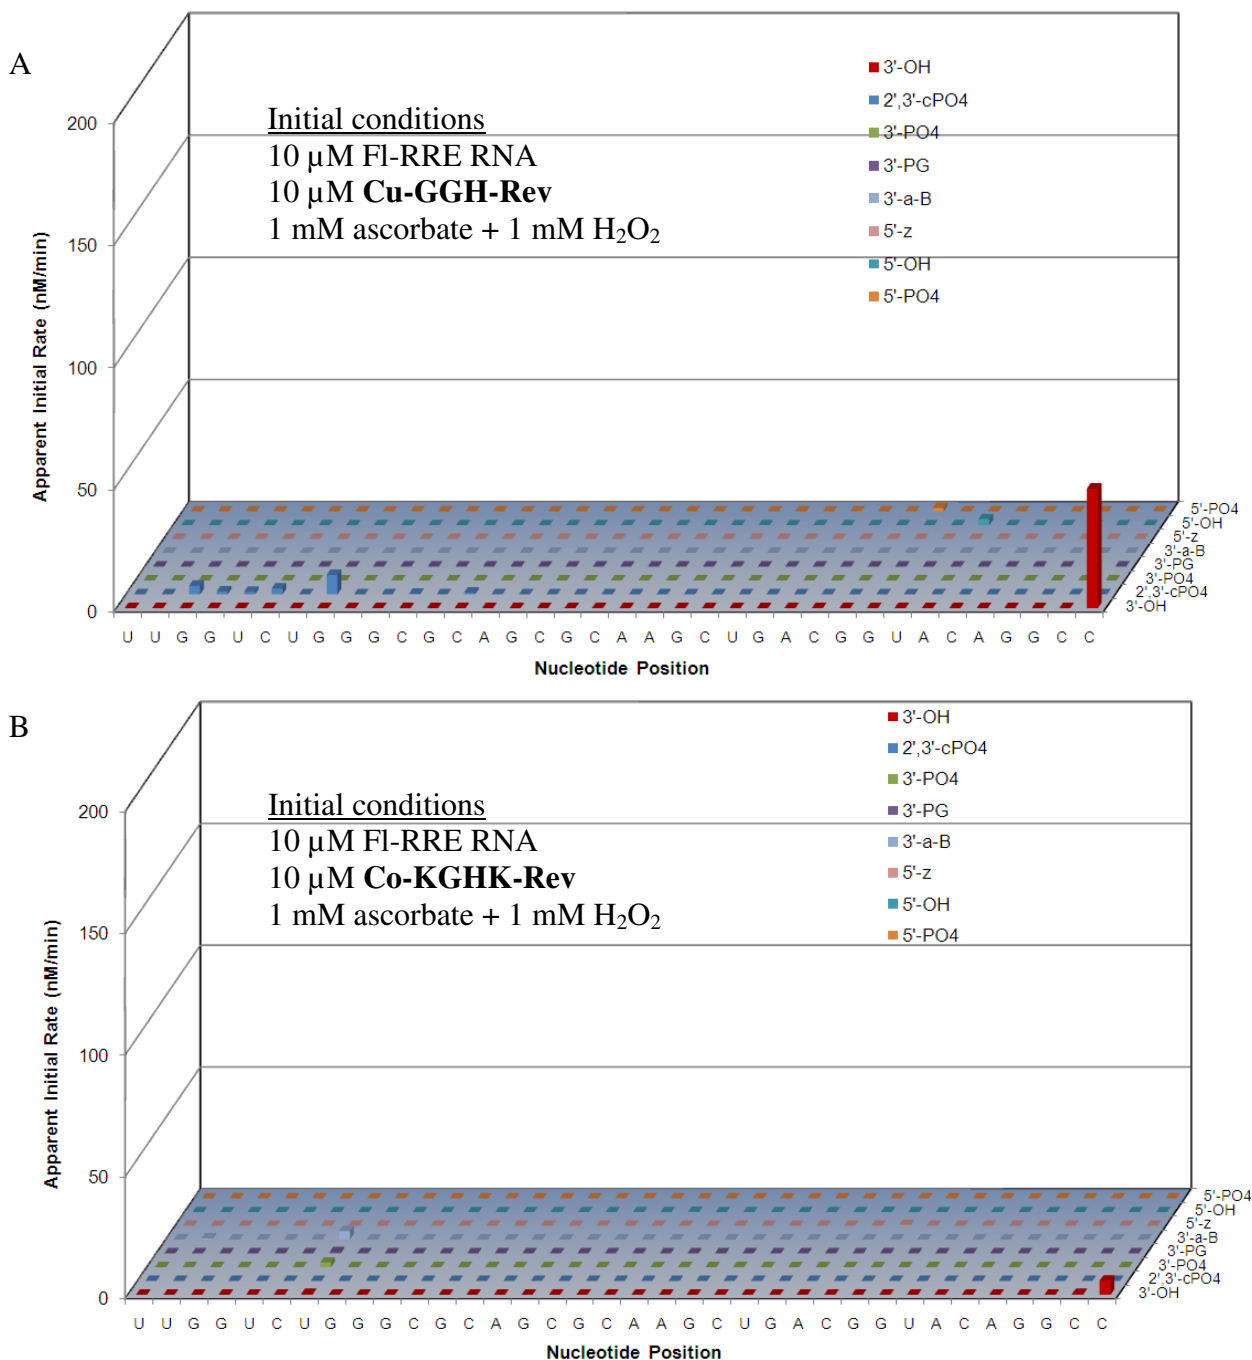 A
3'-OH
2',3'-cPO4
3'-PO4
3'-PG
3'-a-B
5'-z
5'-OH
5'-PO4
Initial conditions
10 µM Fl-RRE RNA
10 µM Cu-GGH-Rev
1 mM ascorbate + 1 mM H₂O₂
Apparent Initial Rate (nM/min)
200
150
100
50
0
5'-PO4
5'-OH
5'-z
3'-a-B
3'-PG
3'-PO4
2',3'-cPO4
3'-OH
U U G G U C U G G G C G C A G C G C A A G C U G A C G G U A C A G G C C
Nucleotide Position
B
3'-OH
2',3'-cPO4
3'-PO4
3'-PG
3'-a-B
5'-z
5'-OH
5'-PO4
Initial conditions
10 µM Fl-RRE RNA
10 µM Co-KGHK-Rev
1 mM ascorbate + 1 mM H₂O₂
Apparent Initial Rate (nM/min)
200
150
100
50
0
5'-PO4
5'-OH
5'-z
3'-a-B
3'-PG
3'-PO4
2',3'-cPO4
3'-OH
U U G G U C U G G G C G C A G C G C A A G C U G A C G G U A C A G G C C
Nucleotide Position